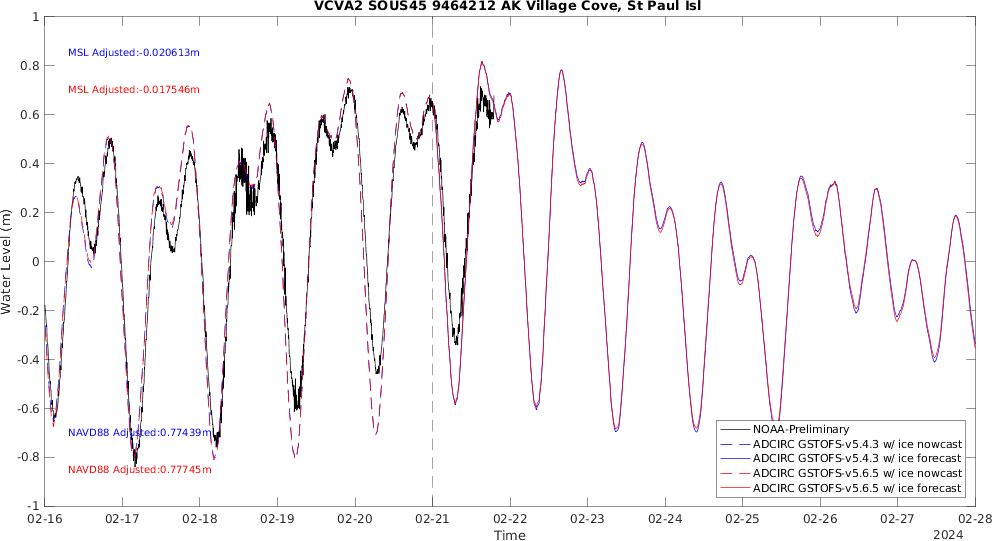 VCVA2 SOUS45 9464212 AK Village Cove, St Paul Isl
1
0.8
0.6
0.4
0.2
0
-0.2
-0.4
-0.6
-0.8
-1
Water Level (m)
MSL Adjusted:-0.020613m
MSL Adjusted:-0.017546m
NAVD88 Adjusted:0.77439m
NAVD88 Adjusted:0.77745m
NOAA-Preliminary
ADCIRC GSTOFS-v5.4.3 w/ ice nowcast
ADCIRC GSTOFS-v5.4.3 w/ ice forecast
ADCIRC GSTOFS-v5.6.5 w/ ice nowcast
ADCIRC GSTOFS-v5.6.5 w/ ice forecast
02-16 02-17 02-18 02-19 02-20 02-21 02-22 02-23 02-24 02-25 02-26 02-27 02-28
Time
2024